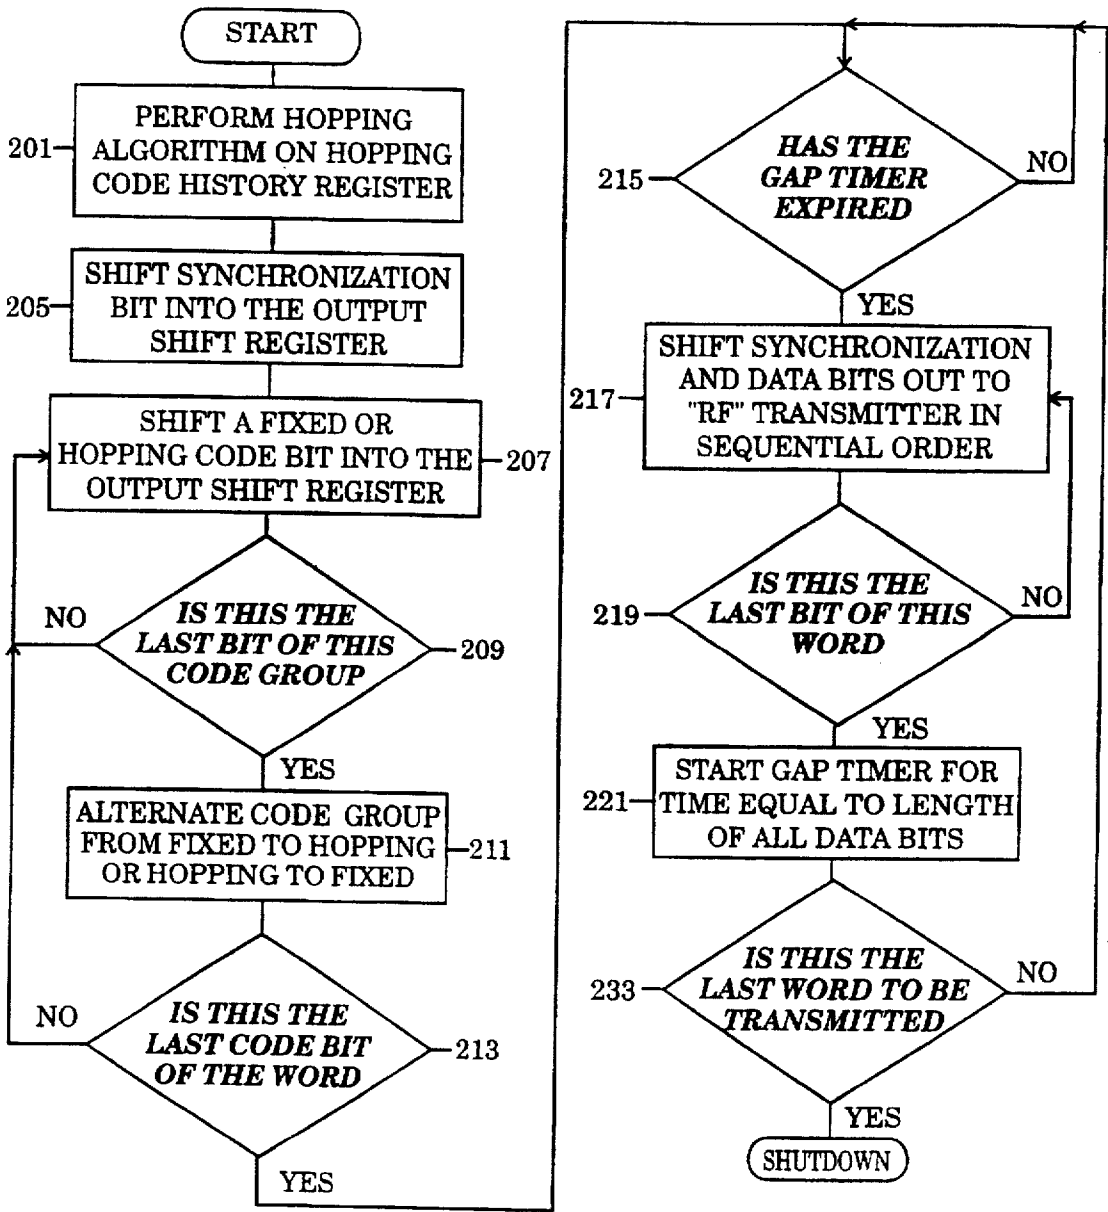 START
201
PERFORM HOPPING
ALGORITHM ON HOPPING
CODE HISTORY REGISTER
205
SHIFT SYNCHRONIZATION
BIT INTO THE OUTPUT
SHIFT REGISTER
SHIFT A FIXED OR
HOPPING CODE BIT INTO THE
OUTPUT SHIFT REGISTER
207
NO
IS THIS THE
LAST BIT OF THIS
CODE GROUP
209
YES
ALTERNATE CODE GROUP
FROM FIXED TO HOPPING
OR HOPPING TO FIXED
211
NO
IS THIS THE
LAST CODE BIT
OF THE WORD
213
YES
215
HAS THE
GAP TIMER
EXPIRED
NO
YES
217
SHIFT SYNCHRONIZATION
AND DATA BITS OUT TO
"RF" TRANSMITTER IN
SEQUENTIAL ORDER
219
IS THIS THE
LAST BIT OF THIS
WORD
NO
YES
221
START GAP TIMER FOR
TIME EQUAL TO LENGTH
OF ALL DATA BITS
233
IS THIS THE
LAST WORD TO BE
TRANSMITTED
NO
YES
SHUTDOWN